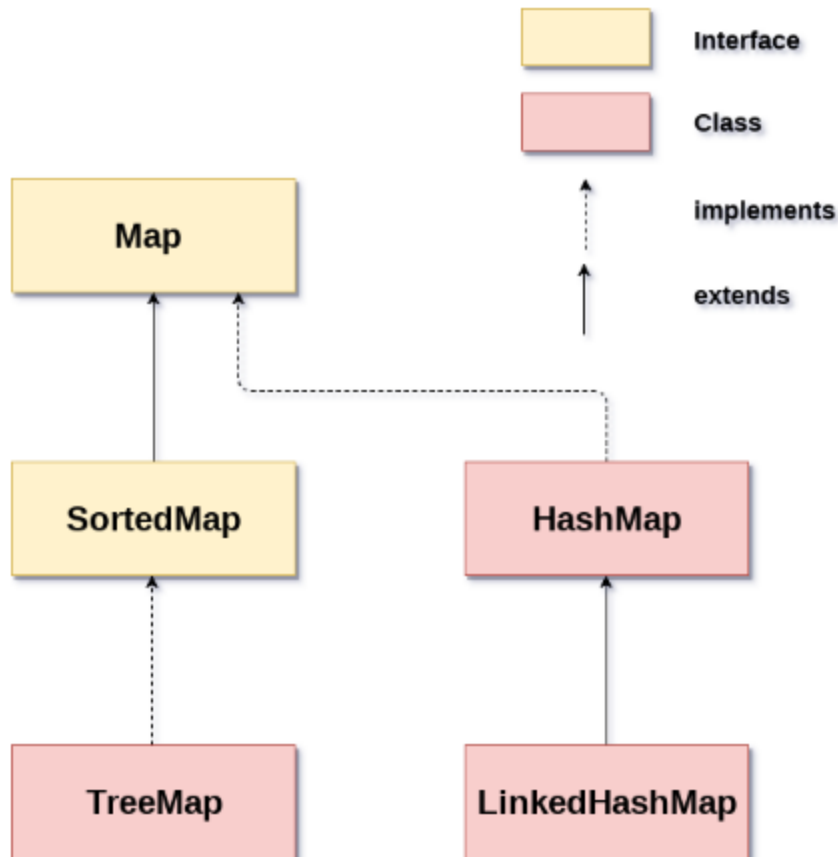 Interface
Class
Map
implements
extends
SortedMap
HashMap
TreeMap
LinkedHashMap